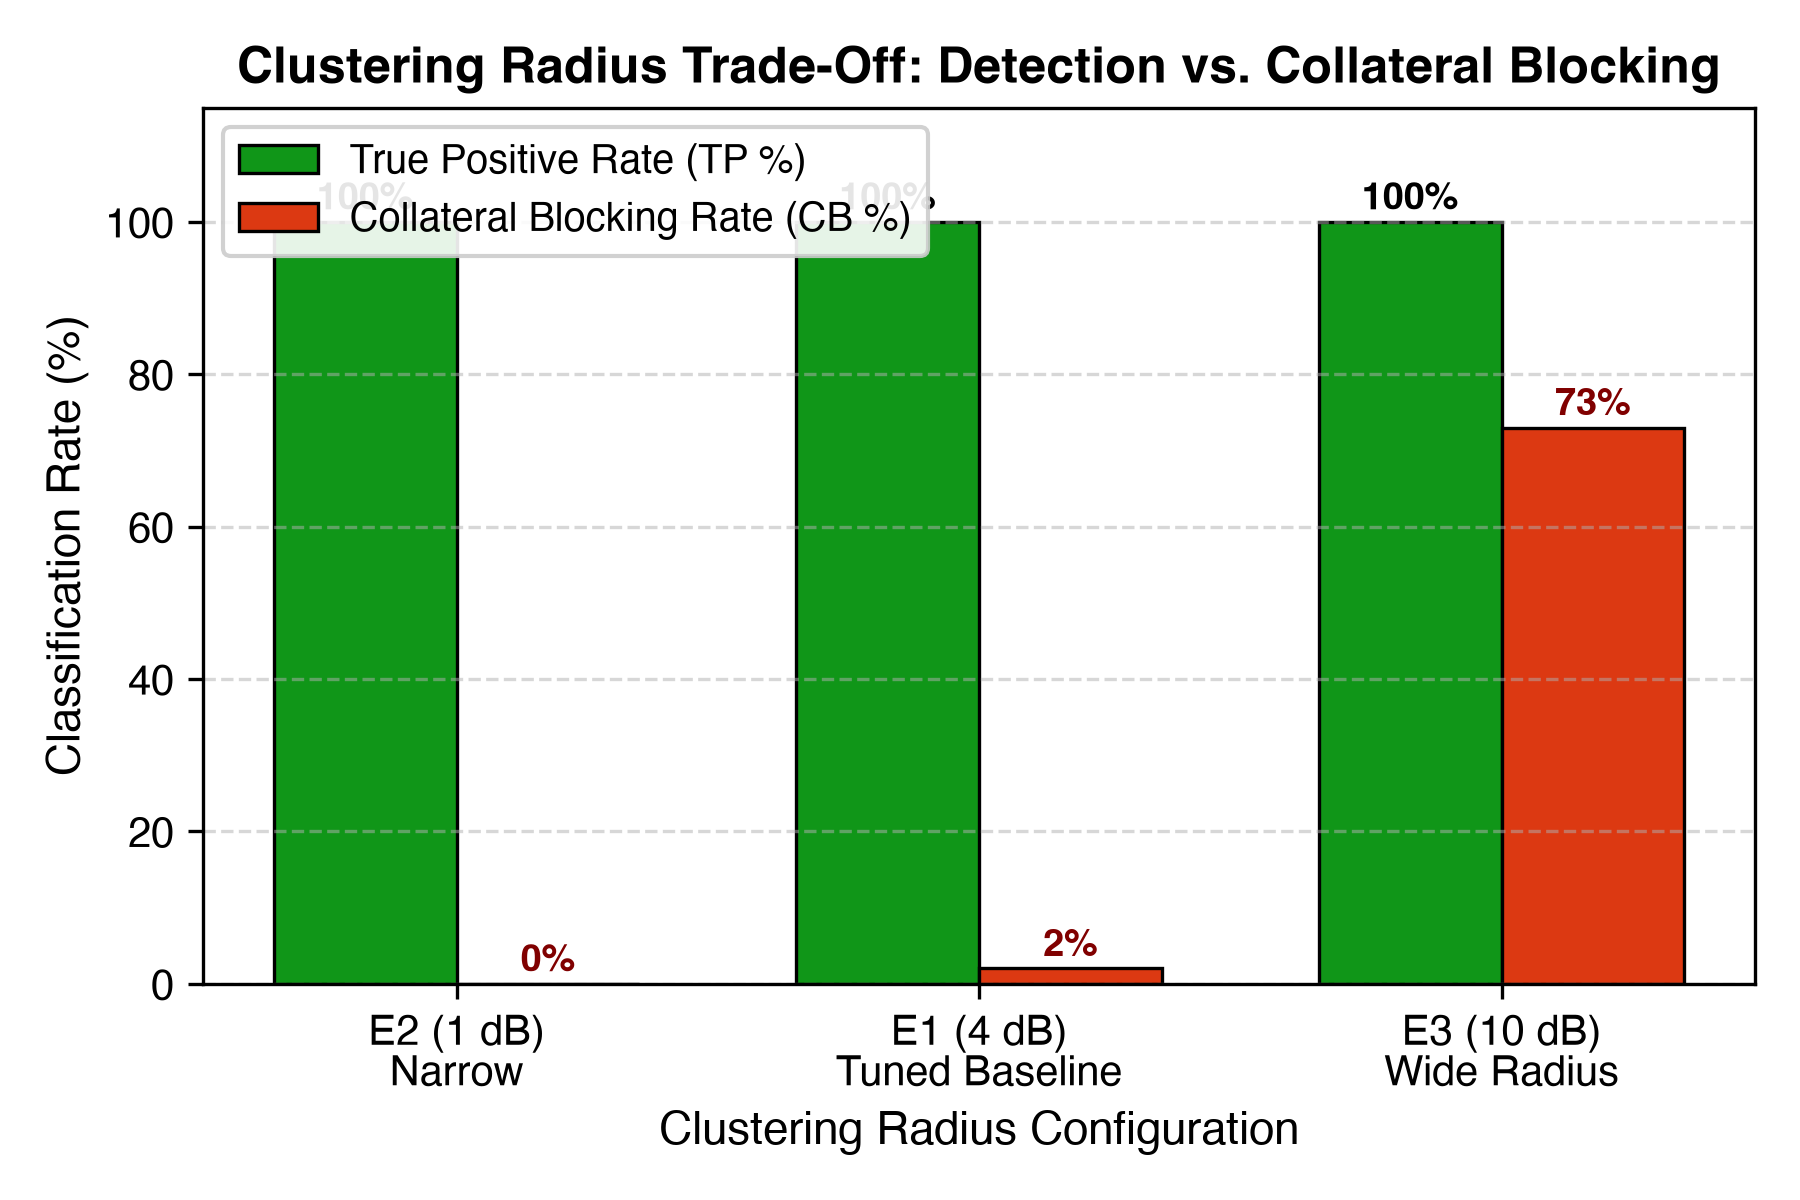 Clustering Radius Trade-Off: Detection vs. Collateral Blocking
True Positive Rate (TP %)
Collateral Blocking Rate (CB %)
100%
100%
100%
73%
0%
2%
100
80
60
40
20
0
Classification Rate (%)
E2 (1 dB)
Narrow
E1 (4 dB)
Tuned Baseline
E3 (10 dB)
Wide Radius
Clustering Radius Configuration